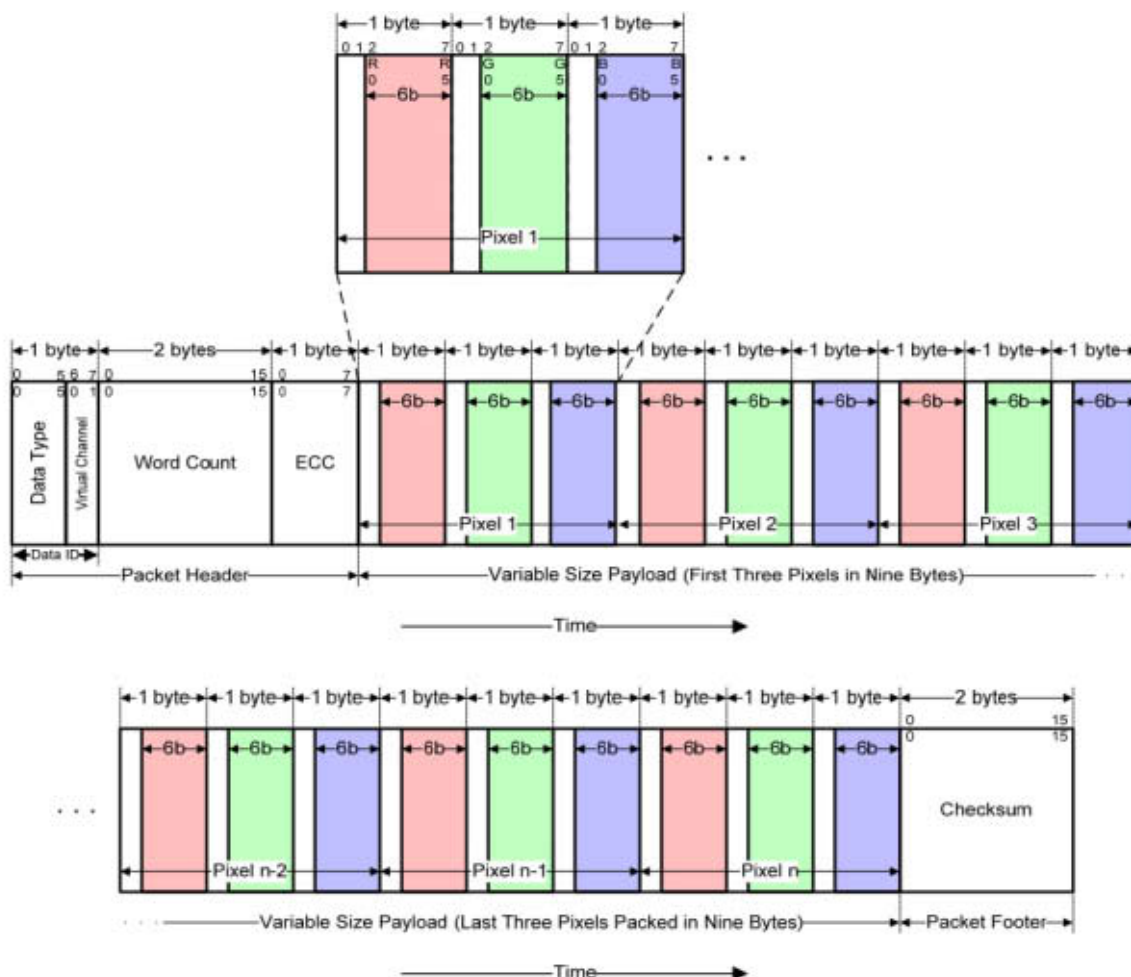 1 byte 1 byte 1 byte
0 1 2 7 0 1 2 7 0 1 2 7
R R G G B B
0 5 0 5 0 5
6b 6b 6b
. . .
Pixel 1
1 byte 2 bytes 1 byte 1 byte 1 byte 1 byte 1 byte 1 byte 1 byte 1 byte 1 byte 1 byte
0 5 6 7 0 15 0 7
0 5 0 1 0 15 0 7
6b 6b 6b 6b 6b 6b 6b 6b 6b
Data Type
Virtual Channel
Word Count
ECC
Pixel 1 Pixel 2 Pixel 3
Data ID
Packet Header Variable Size Payload (First Three Pixels in Nine Bytes) . . .
Time
1 byte 1 byte 1 byte 1 byte 1 byte 1 byte 1 byte 1 byte 1 byte 2 bytes
0 15
0 15
6b 6b 6b 6b 6b 6b 6b 6b 6b
. . .
Checksum
Pixel n-2 Pixel n-1 Pixel n
. . . Variable Size Payload (Last Three Pixels Packed in Nine Bytes) Packet Footer
Time